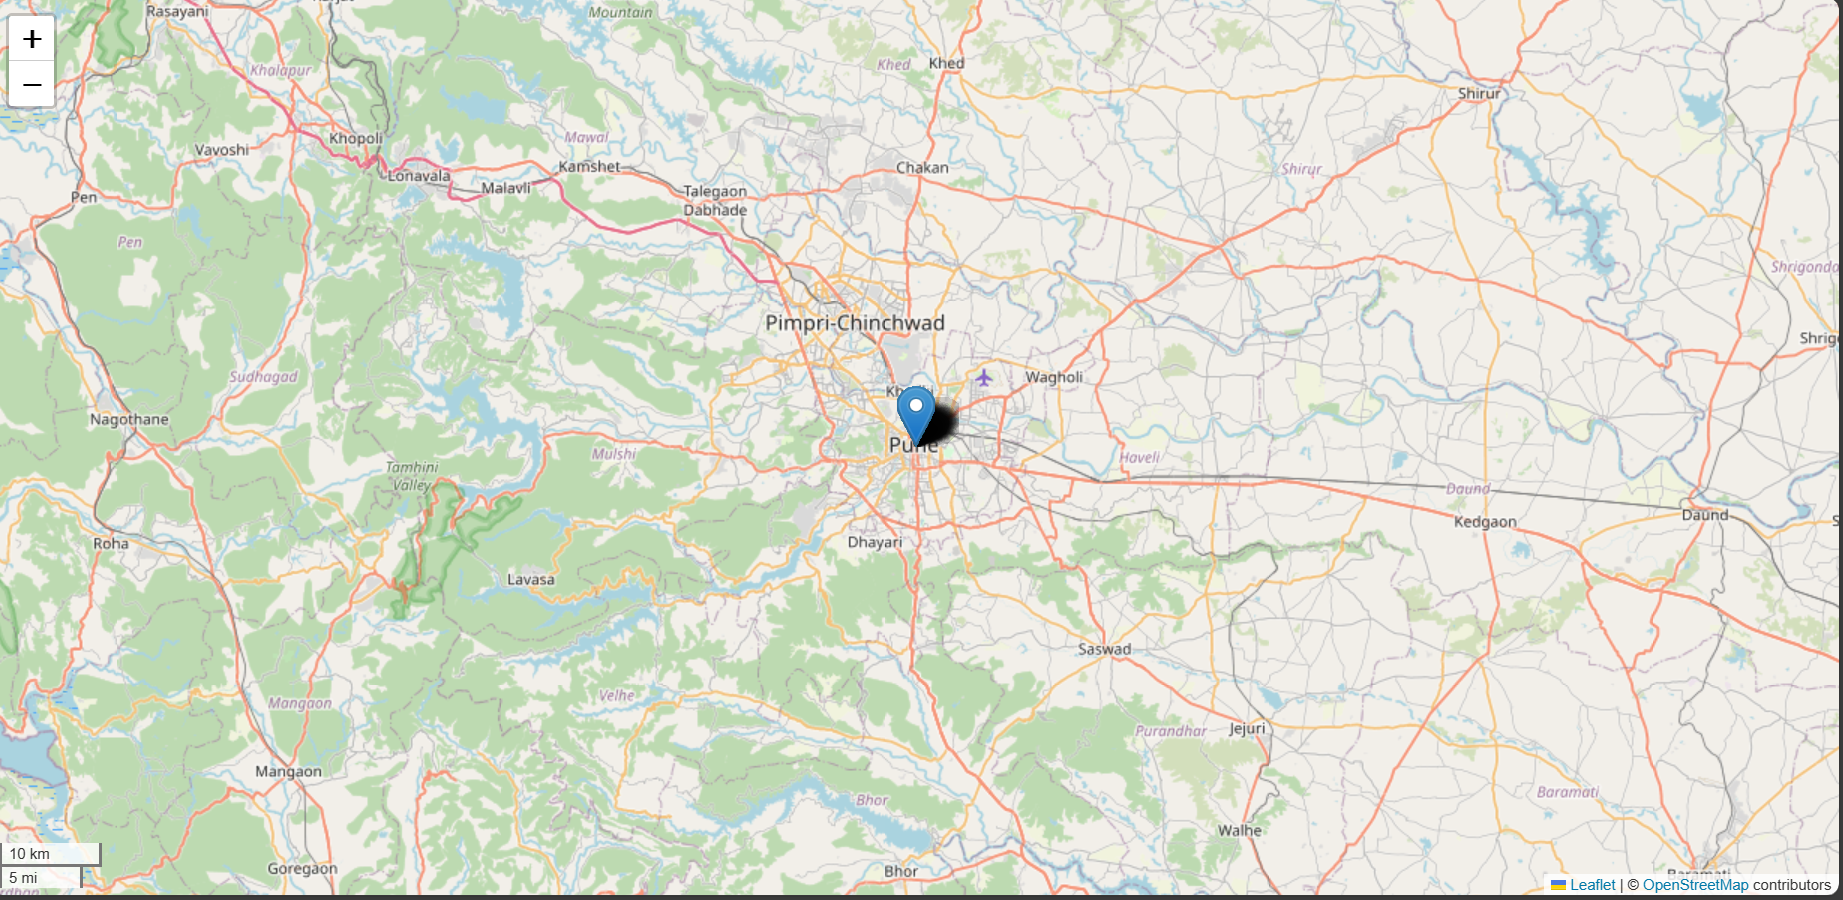 Rasayani
Mountain
+
Khed
Khed
−
Khalapur
Shirur
Khopoli
Mawal
Vavoshi
Kamshet
Chakan
Lonavala
Shirur
Malavli
Talegaon
Dabhade
Pen
Pen
Shrigonda
Pimpri-Chinchwad
Sudhagad
Wagholi
Nagothane
Pune
Mulshi
Haveli
Tamhini
Valley
Daund
Daund
Kedgaon
Roha
Dhayari
Lavasa
Saswad
Velhe
Mangaon
Purandhar
Jejuri
Mangaon
Baramati
Bhor
Walhe
10 km
5 mi
Goregaon
Bhor
Baramati
Leaflet | © OpenStreetMap contributors